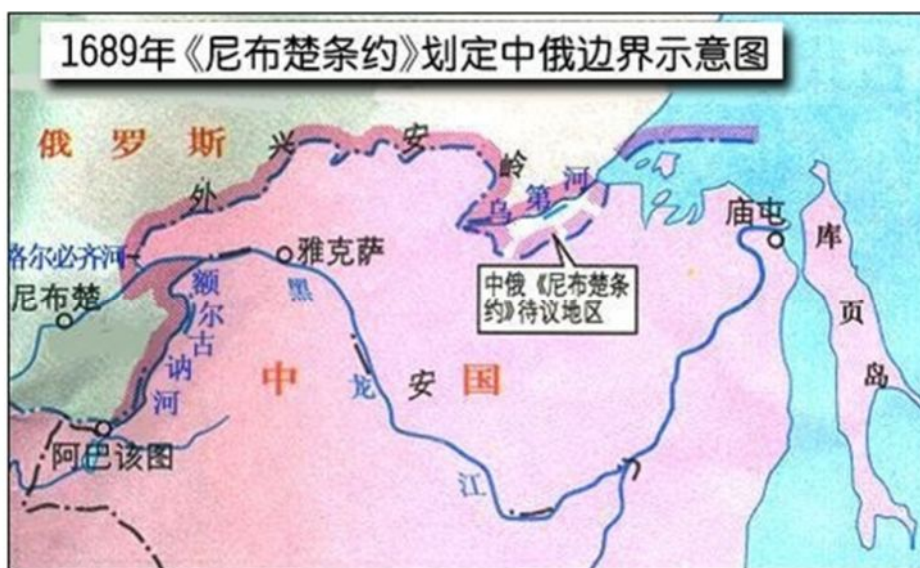 1689年《尼布楚条约》划定中俄边界示意图
俄罗斯
外兴安岭
乌第河
庙屯
库页岛
格尔必齐河
雅克萨
尼布楚
额尔古讷河
黑龙江
中俄《尼布楚条
约》待议地区
中国
安
阿巴该图